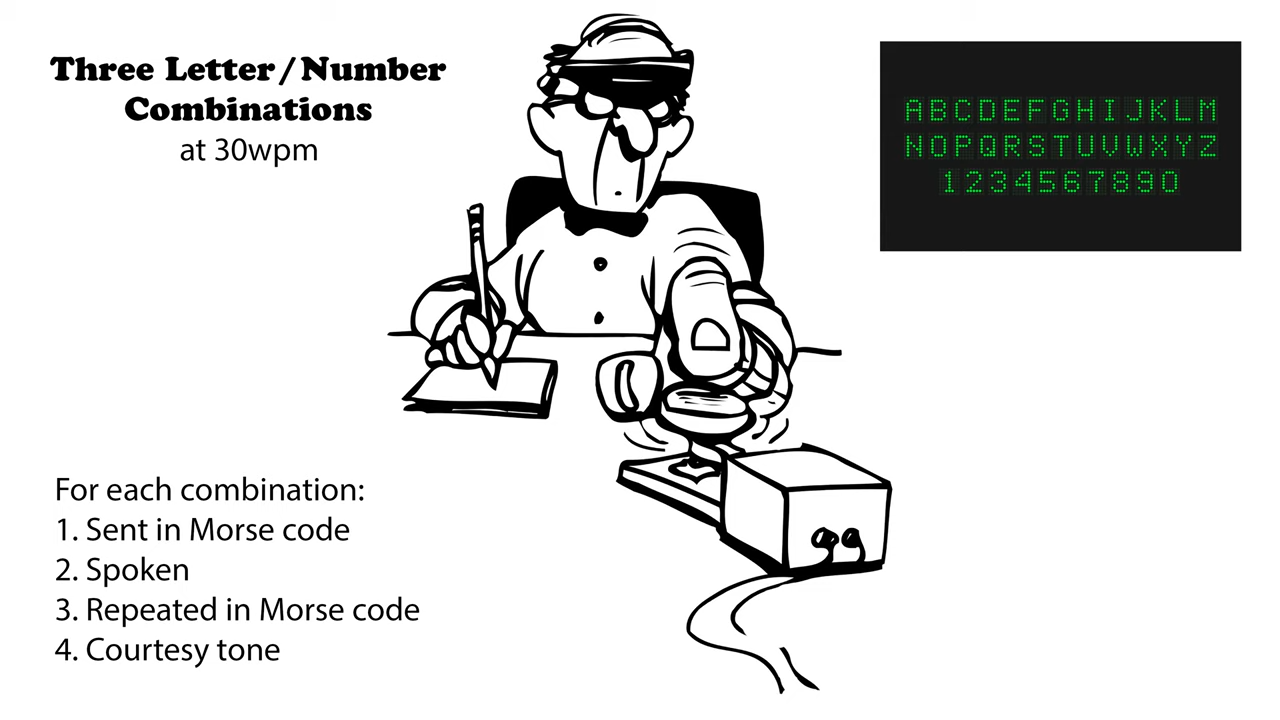 Three Letter/Number
Combinations
at 30wpm
ABCDEFGHIJKLM
NOPQRSTUVWXYZ
1234567890
For each combination:
1. Sent in Morse code
2. Spoken
3. Repeated in Morse code
4. Courtesy tone